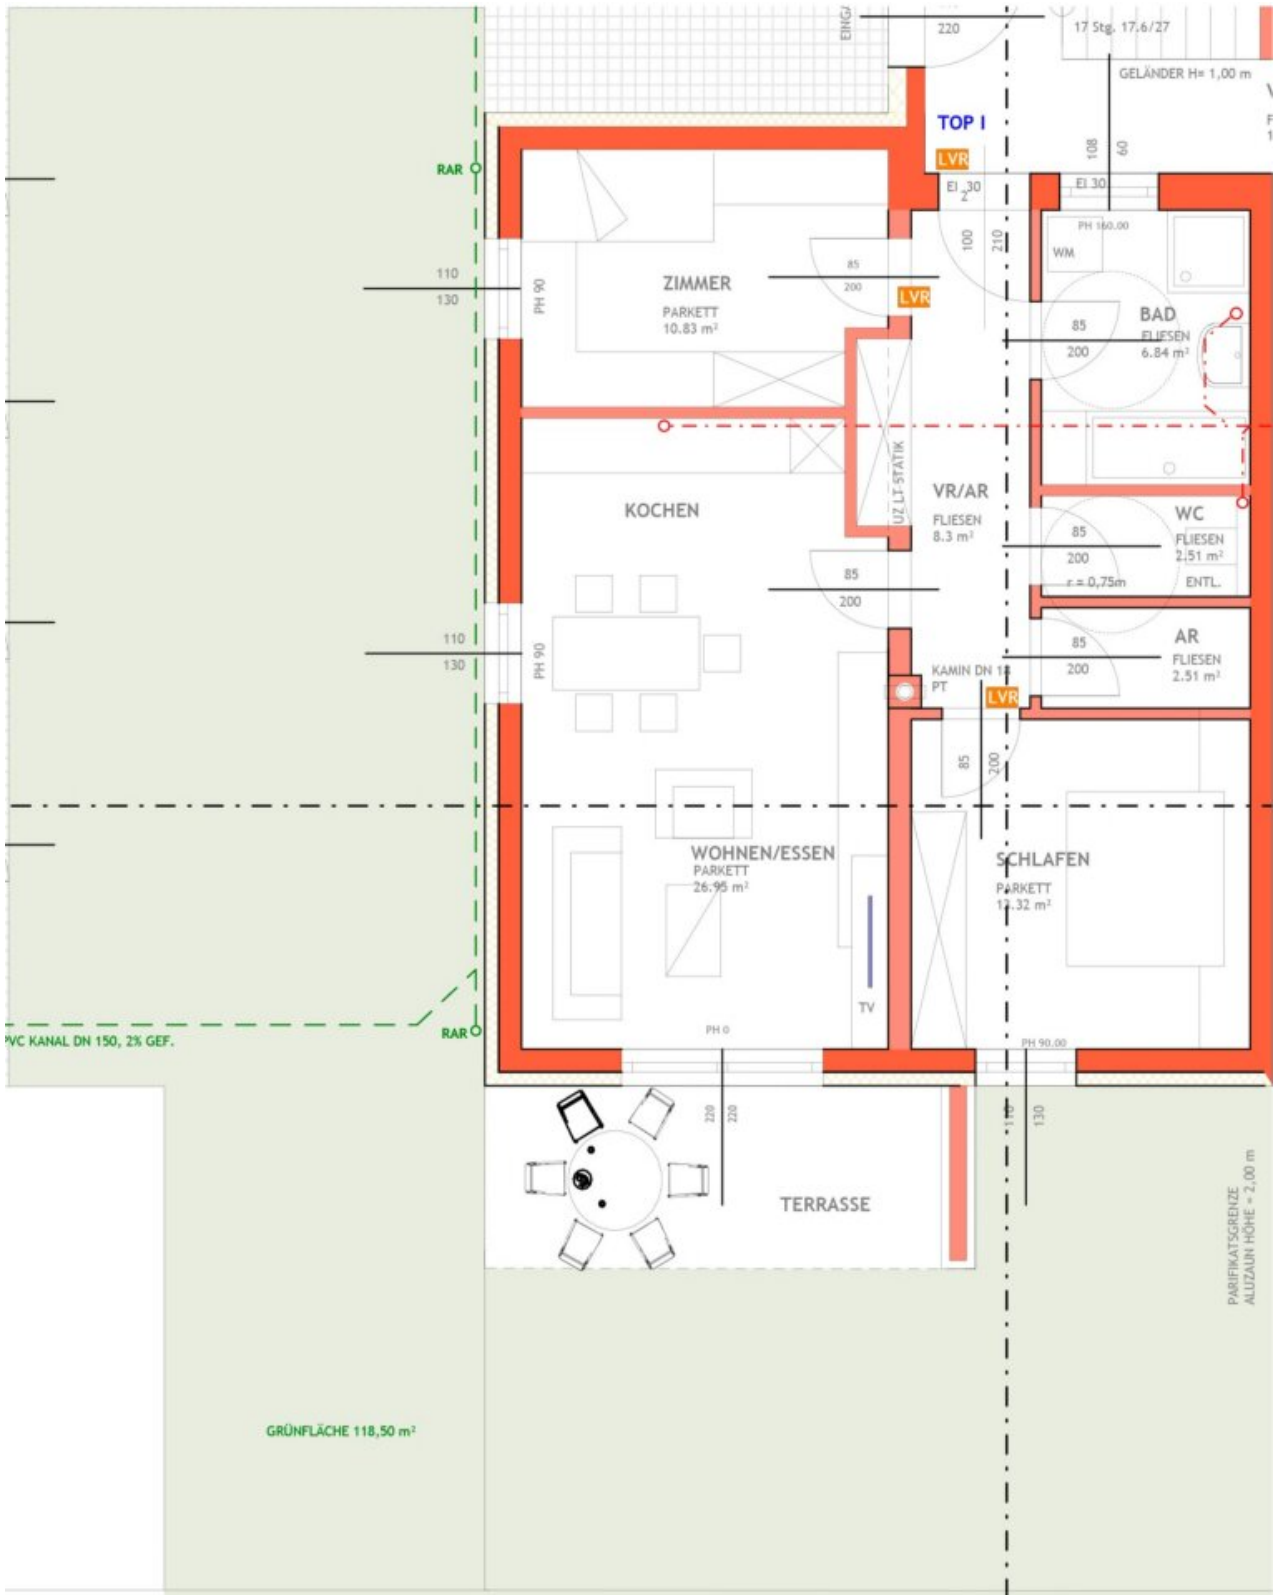 220
17 Stg. 17.6/27
GELÄNDER H= 1,00 m
TOP I
108
60
RAR
LVR
EI 30
2
EI 30
PH 160.00
WM
100
210
110
130
PH 90
ZIMMER
PARKETT
10.83 m²
85
200
LVR
BAD
FLIESEN
6.84 m²
85
200
UZ LT STATIK
KOCHEN
VR/AR
FLIESEN
8.3 m²
WC
FLIESEN
2.51 m²
ENTL.
85
200
r = 0,75m
85
200
110
130
PH 90
AR
FLIESEN
2.51 m²
85
200
KAMIN DN 18
PT
LVR
85
200
WOHNEN/ESSEN
PARKETT
26.95 m²
SCHLAFEN
PARKETT
13.32 m²
TV
PH 0
PH 90.00
RAR
PVC KANAL DN 150, 2% GEF.
220
220
110
130
TERRASSE
PARIFIKATSGRENZE
ALUZAUN HÖHE = 2,00 m
GRÜNFLÄCHE 118,50 m²